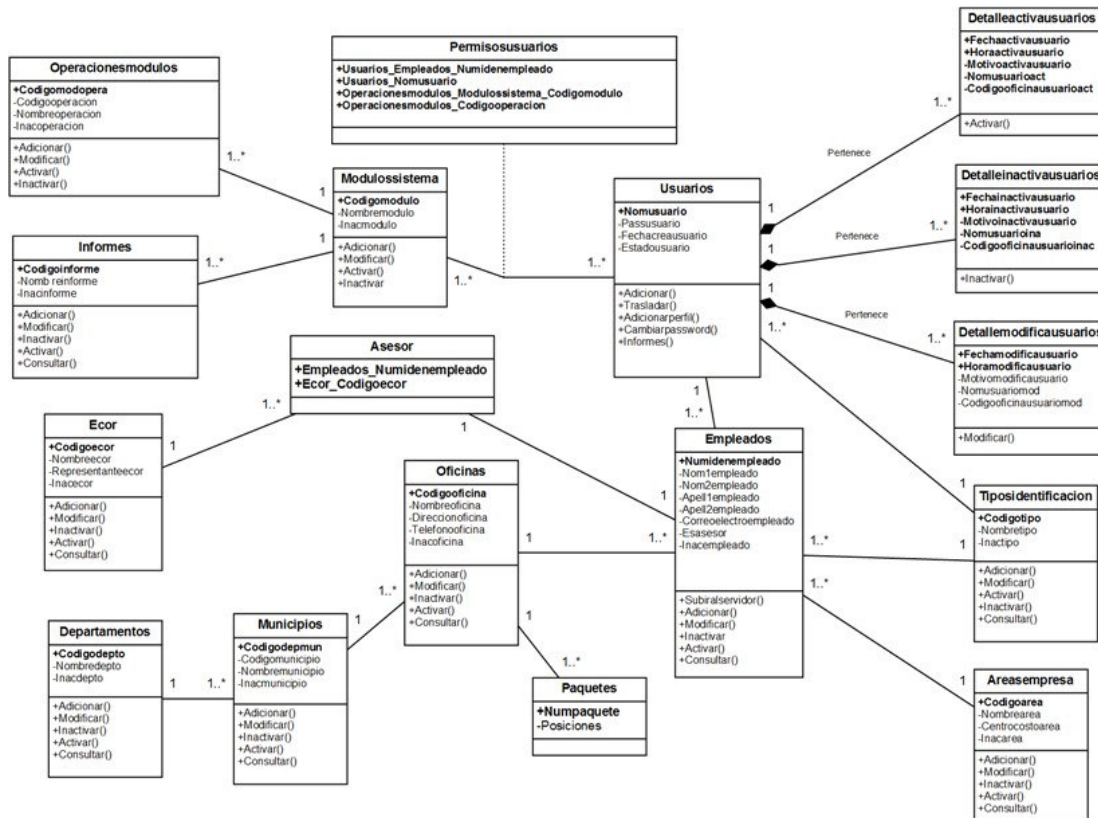 Operacionesmodulos
+Codigomodopera
-Codigooperacion
-Nombreoperacion
-Inacoperacion
+Adicionar()
+Modificar()
+Activar()
+Inactivar()
1..*
1
Permisosusuarios
+Usuarios_Empleados_Numidenempleado
+Usuarios_Nomusuario
+Operacionesmodulos_Modulossistema_Codigomodulo
+Operacionesmodulos_Codigooperacion
Detalleactivausuarios
+Fechaactivausuario
+Horaactivausuario
-Motivoactivausuario
-Nomusuarioact
-Codigooficinausuarioact
+Activar()
1..*
Pertenece
1
Modulossistema
+Codigomodulo
-Nombremodulo
-Inacmodulo
+Adicionar()
+Modificar()
+Activar()
+Inactivar
1..*
1..*
Usuarios
+Nomusuario
-Passusuario
-Fechacreausuario
-Estadousuario
+Adicionar()
+Trasladar()
+Adicionarperfil()
+Cambiarpassword()
+Informes()
Detalleinactivausuarios
+Fechainactivausuario
+Horainactivausuario
-Motivoinactivausuario
-Nomusuarioina
-Codigooficinausuarioinac
+Inactivar()
1..*
Pertenece
1
Informes
+Codigoinforme
-Nombreinforme
-Inacinforme
+Adicionar()
+Modificar()
+Inactivar()
+Activar()
+Consultar()
1..*
1
Detallemodificausuarios
+Fechamodificausuario
+Horamodificausuario
-Motivomodificausuario
-Nomusuariomod
-Codigooficinausuariomod
+Modificar()
1..*
Pertenece
1
1..*
1
Asesor
+Empleados_Numidenempleado
+Ecor_Codigoecor
1..*
1
1
1
Ecor
+Codigoecor
-Nombreecor
-Representanteecor
-Inacecor
+Adicionar()
+Modificar()
+Inactivar()
+Activar()
+Consultar()
1
1..*
Empleados
+Numidenempleado
-Nom1empleado
-Nom2empleado
-Apell1empleado
-Apell2empleado
-Correoelectroempleado
-Esasesor
-Inacempleado
+Subiralservidor()
+Adicionar()
+Modificar()
+Inactivar
+Activar()
+Consultar()
Oficinas
+Codigooficina
-Nombreoficina
-Direccionoficina
-Telefonooficina
-Inacoficina
+Adicionar()
+Modificar()
+Inactivar()
+Activar()
+Consultar()
1
1..*
Tiposidentificacion
+Codigotipo
-Nombretipo
-Inactipo
+Adicionar()
+Modificar()
+Activar()
+Inactivar()
+Consultar()
1..*
1
1..*
1
Departamentos
+Codigodepto
-Nombredepto
-Inacdepto
+Adicionar()
+Modificar()
+Inactivar()
+Activar()
+Consultar()
1
1..*
Municipios
+Codigodepmun
-Codigomunicipio
-Nombremunicipio
-Inacmunicipio
+Adicionar()
+Modificar()
+Activar()
+Consultar()
1
1..*
1
1..*
Paquetes
+Numpaquete
-Posiciones
Areasempresa
+Codigoarea
-Nombrearea
-Centrocostoarea
-Inacarea
+Adicionar()
+Modificar()
+Inactivar()
+Activar()
+Consultar()